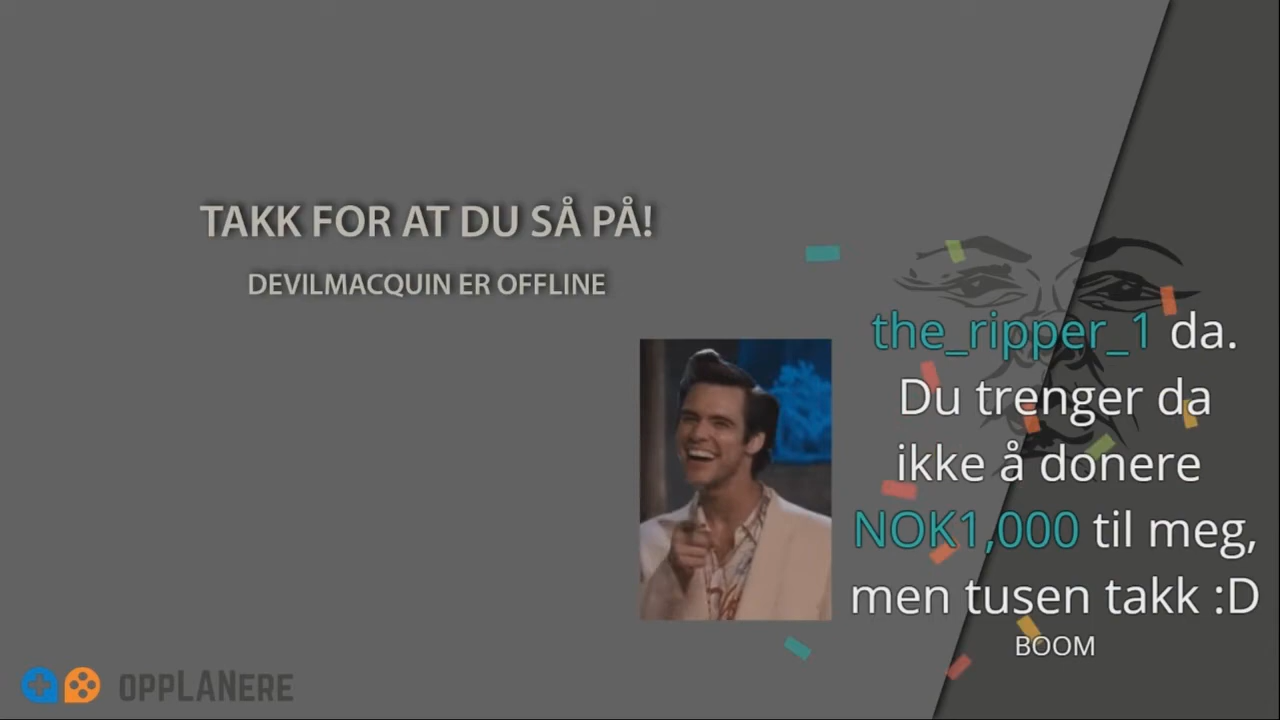 TAKK FOR AT DU SÅ PÅ!
DEVILMACQUIN ER OFFLINE
the_ripper_1 da.
Du trenger da
ikke å donere
NOK1,000 til meg,
men tusen takk :D
BOOM
OPPLANERE